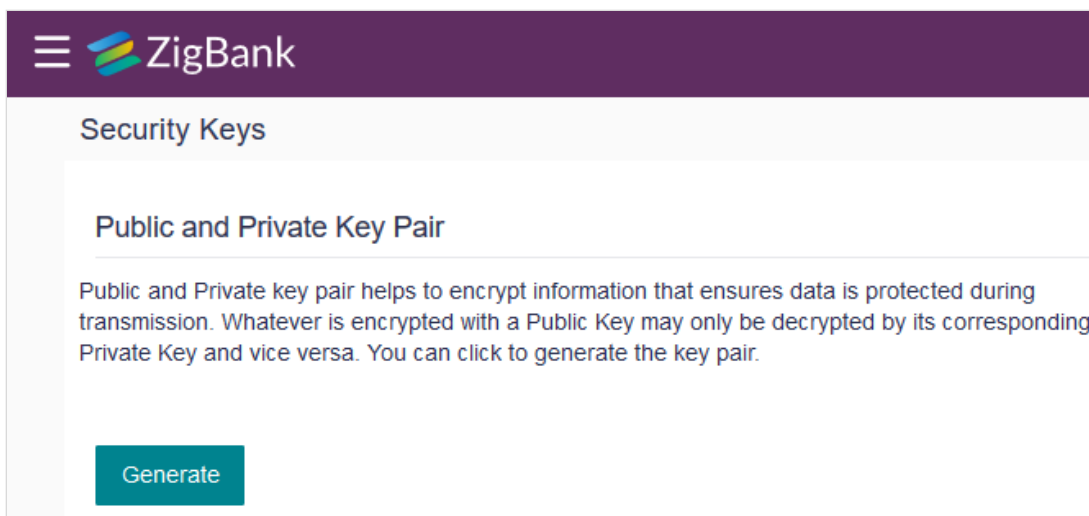 ZigBank
Security Keys
Public and Private Key Pair
Public and Private key pair helps to encrypt information that ensures data is protected during
transmission. Whatever is encrypted with a Public Key may only be decrypted by its corresponding
Private Key and vice versa. You can click to generate the key pair.
Generate